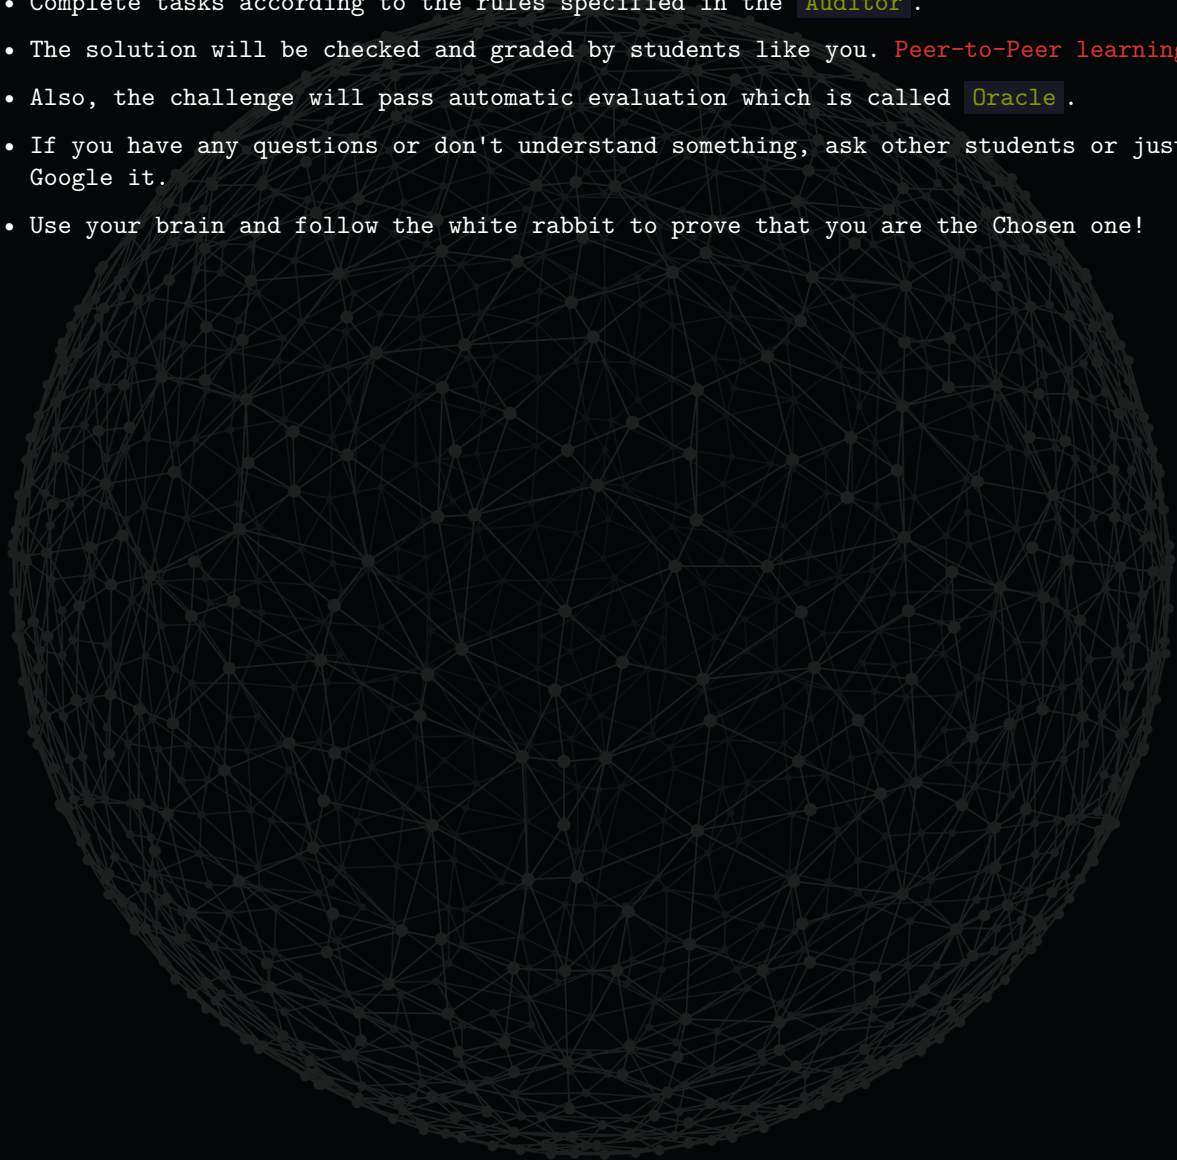 • Complete tasks according to the rules specified in the Auditor.
• The solution will be checked and graded by students like you. Peer-to-Peer learning
• Also, the challenge will pass automatic evaluation which is called Oracle.
• If you have any questions or don't understand something, ask other students or just
Google it.
• Use your brain and follow the white rabbit to prove that you are the Chosen one!